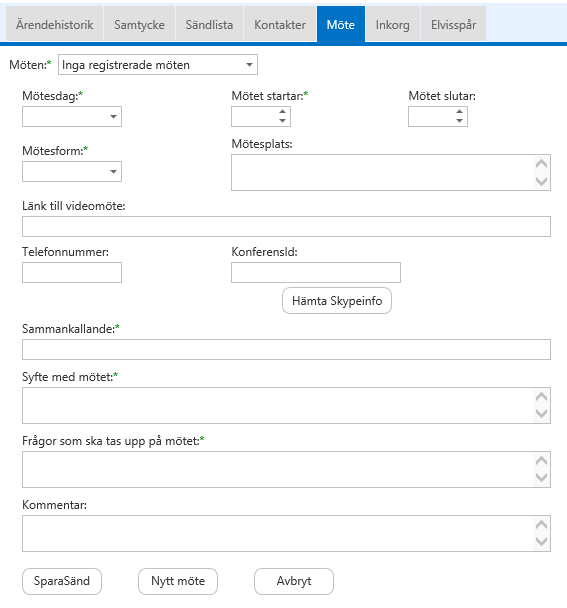 Ärendehistorik Samtycke Sändlista Kontakter Möte Inkorg Elvisspår
Möten:* Inga registrerade möten
Mötesdag:* Mötet startar:* Mötet slutar:
Mötesform:* Mötesplats:
Länk till videomöte:
Telefonnummer: KonferensId:
Hämta Skypeinfo
Sammankallande:*
Syfte med mötet:*
Frågor som ska tas upp på mötet:*
Kommentar:
SparaSänd Nytt möte Avbryt